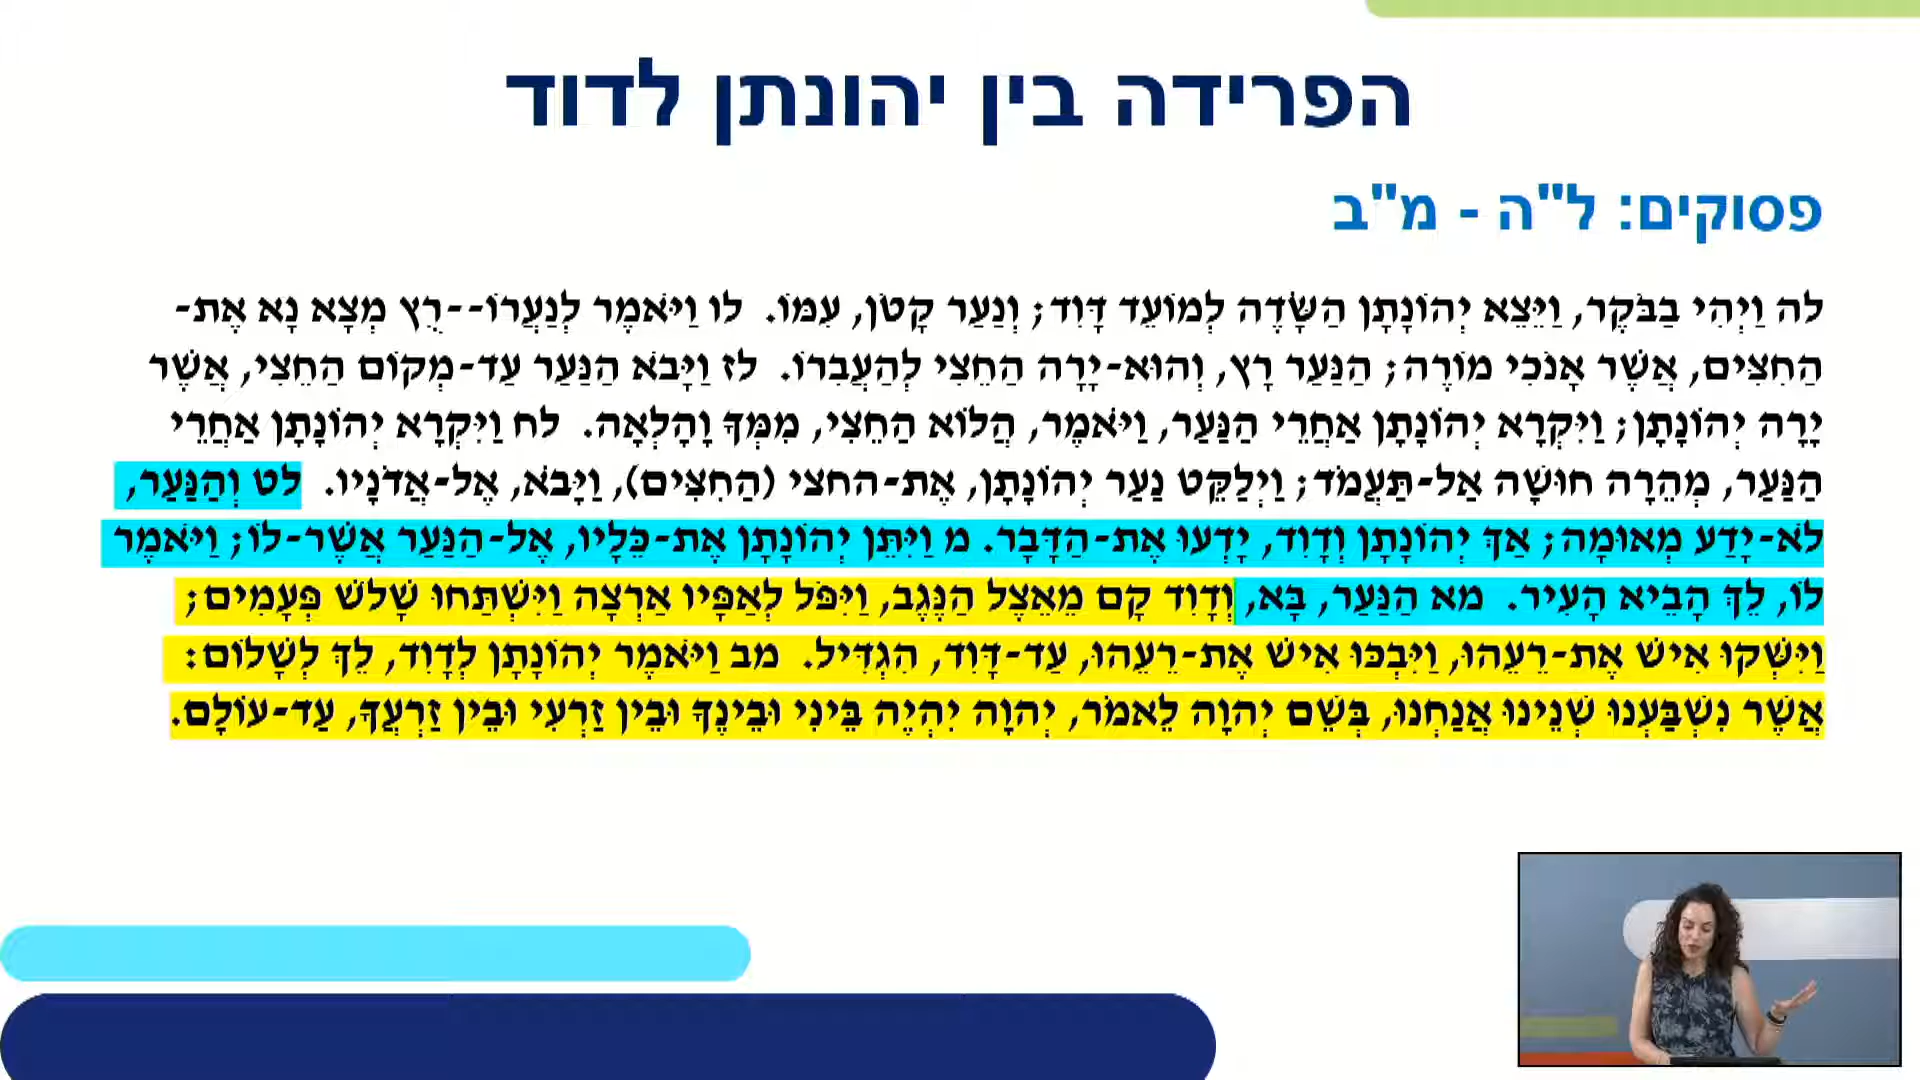 הפרידה בין יהונתן לדוד
פסוקים: ל"ה - מ"ב
לה וַיְהִי בַבֹּקֶר, וַיֵּצֵא יְהוֹנָתָן הַשָּׂדֶה לְמוֹעֵד דָּוִד; וְנַעַר קָטֹן, עִמּוֹ. לו וַיֹּאמֶר לְנַעֲרוֹ--רֻץ מְצָא נָא אֶת-
הַחִצִּים, אֲשֶׁר אָנֹכִי מוֹרֶה; הַנַּעַר רָץ, וְהוּא-יָרָה הַחֵצִי לְהַעֲבִרוֹ. לז וַיָּבֹא הַנַּעַר עַד-מְקוֹם הַחֵצִי, אֲשֶׁר
יָרָה יְהוֹנָתָן; וַיִּקְרָא יְהוֹנָתָן אַחֲרֵי הַנַּעַר, וַיֹּאמֶר, הֲלוֹא הַחֵצִי, מִמְּךָ וָהָלְאָה. לח וַיִּקְרָא יְהוֹנָתָן אַחֲרֵי
הַנַּעַר, מְהֵרָה חוּשָׁה אַל-תַּעֲמֹד; וַיְלַקֵּט נַעַר יְהוֹנָתָן, אֶת-החצי (הַחִצִּים), וַיָּבֹא, אֶל-אֲדֹנָיו. לט וְהַנַּעַר,
לֹא-יָדַע מְאוּמָה; אַךְ יְהוֹנָתָן וְדָוִד, יָדְעוּ אֶת-הַדָּבָר. מ וַיִּתֵּן יְהוֹנָתָן אֶת-כֵּלָיו, אֶל-הַנַּעַר אֲשֶׁר-לוֹ; וַיֹּאמֶר
לוֹ, לֵךְ הָבֵיא הָעִיר. מא הַנַּעַר, בָּא, וְדָוִד קָם מֵאֵצֶל הַנֶּגֶב, וַיִּפֹּל לְאַפָּיו אַרְצָה וַיִּשְׁתַּחוּ שָׁלֹשׁ פְּעָמִים;
וַיִּשְּׁקוּ אִישׁ אֶת-רֵעֵהוּ, וַיִּבְכּוּ אִישׁ אֶת-רֵעֵהוּ, עַד-דָּוִד, הִגְדִּיל. מב וַיֹּאמֶר יְהוֹנָתָן לְדָוִד, לֵךְ לְשָׁלוֹם:
אֲשֶׁר נִשְׁבַּעְנוּ שְׁנֵינוּ אֲנַחְנוּ, בְּשֵׁם יְהוָה לֵאמֹר, יְהוָה יִהְיֶה בֵּינִי וּבֵינֶךָ וּבֵין זַרְעִי וּבֵין זַרְעֲךָ, עַד-עוֹלָם.